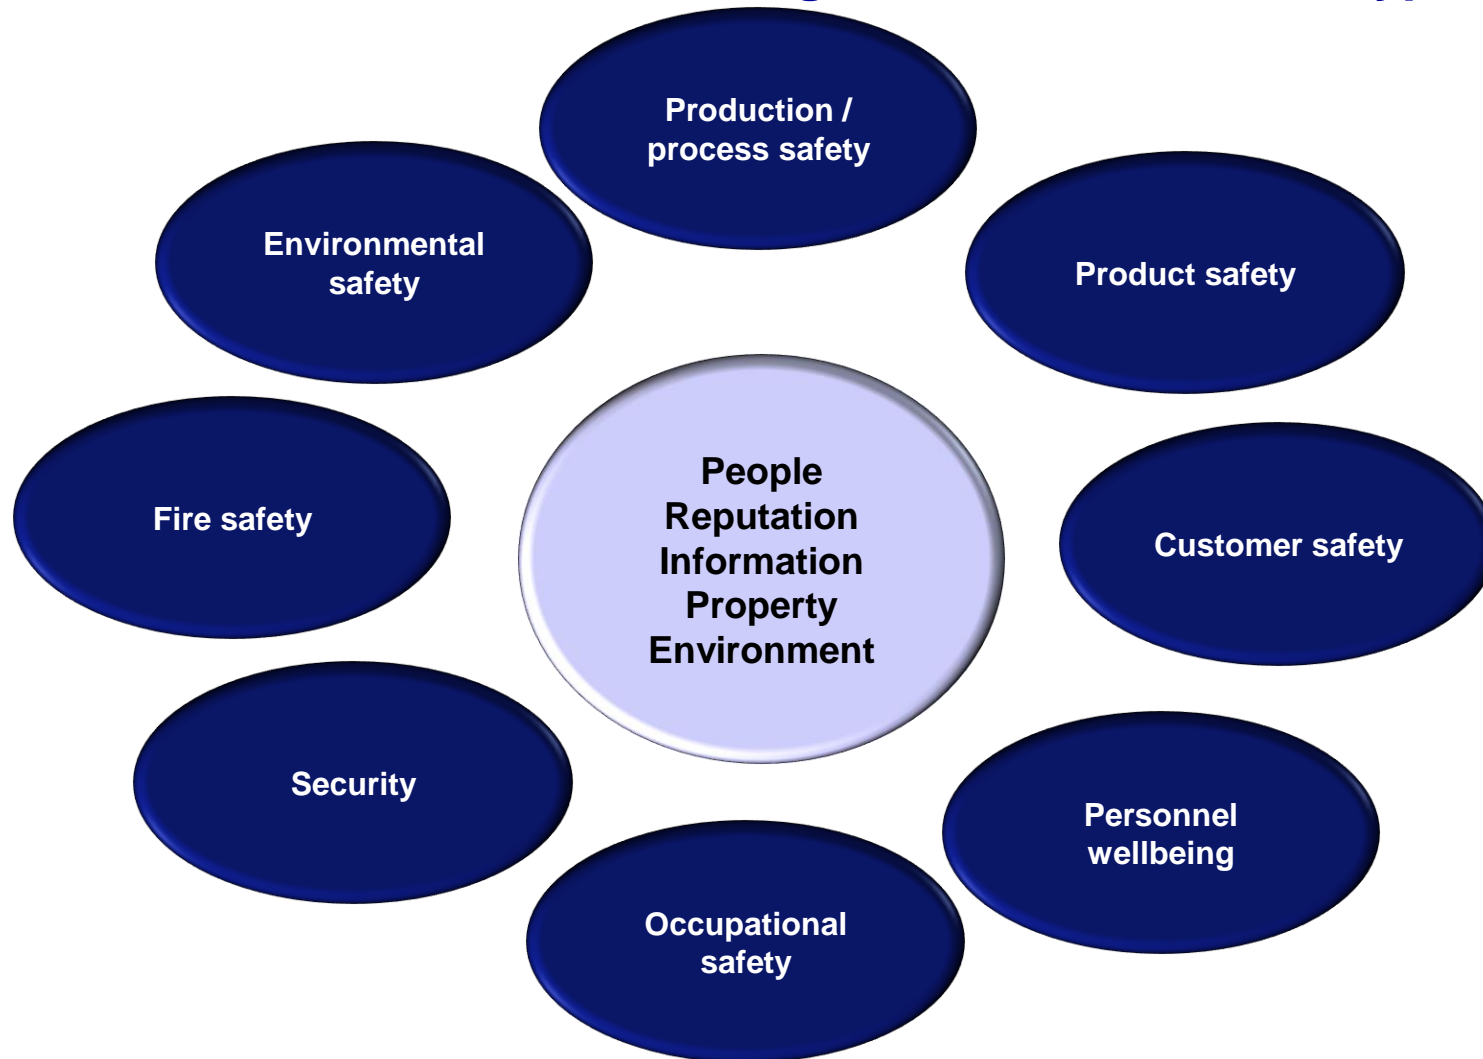 Production /
process safety
Environmental
safety
Product safety
People
Reputation
Information
Property
Environment
Fire safety
Customer safety
Security
Personnel
wellbeing
Occupational
safety